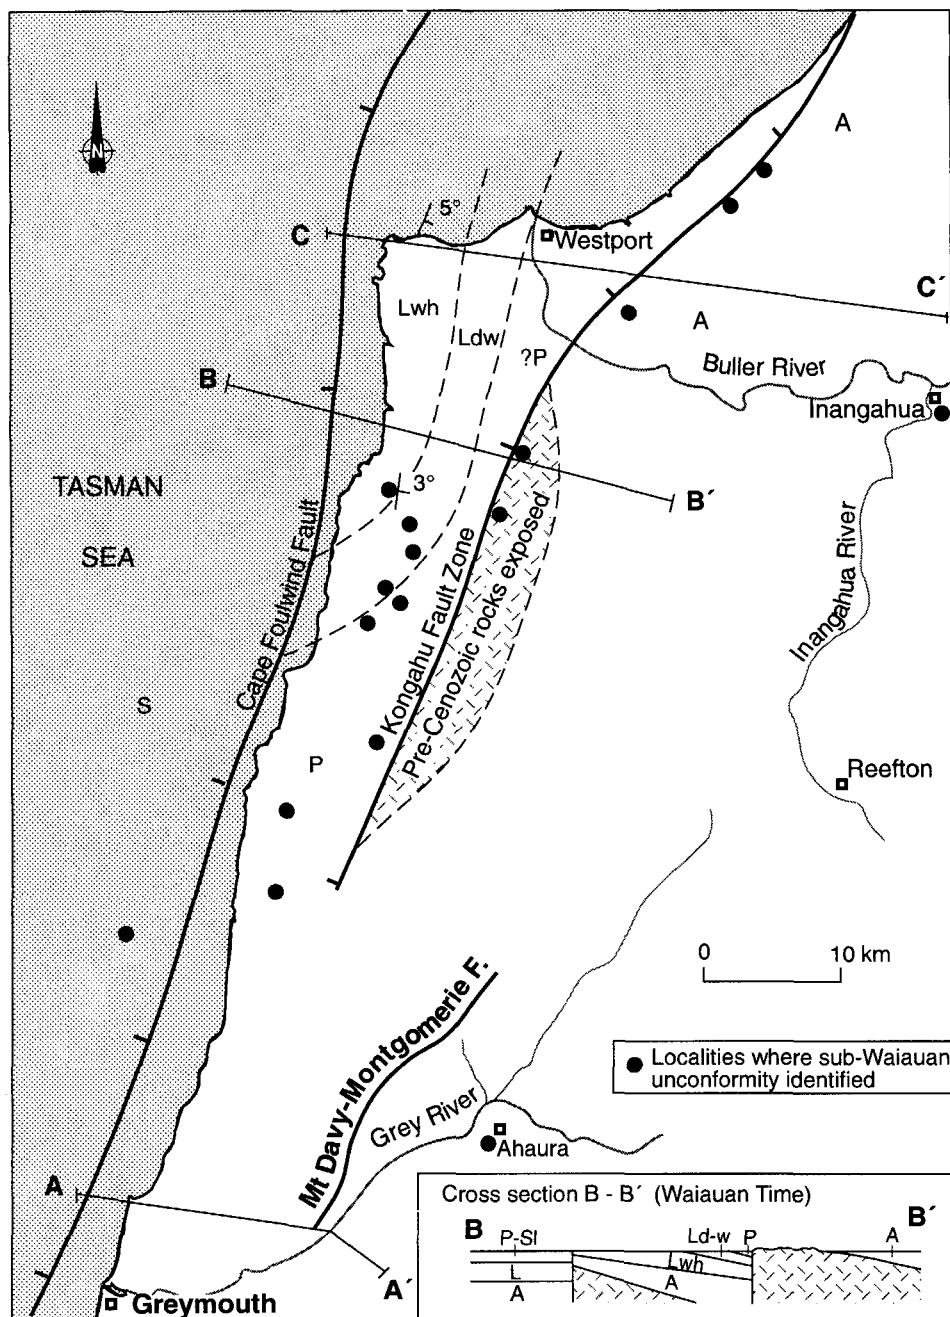 A
N
5°
Westport
C
C´
Lwh
A
Ldw
?P
Buller River
B
Inangahua
3°
B´
TASMAN
SEA
Cape Foulwind Fault
Kongahu Fault Zone
Pre-Cenozoic rocks exposed
Inangahua River
S
P
Reefton
0 10 km
Mt Davy-Montgomerie F.
Localities where sub-Waiauan
unconformity identified
Grey River
Ahaura
A
A´
Greymouth
Cross section B - B´ (Waiauan Time)
B B´
P-Sl Ld-w P A
Lwh
L A
A